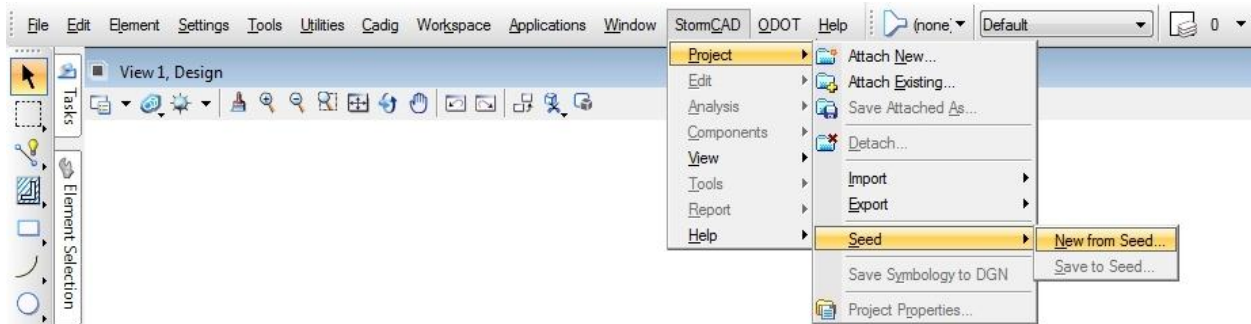 File Edit Element Settings Tools Utilities Cadig Workspace Applications Window StormCAD ODOT Help (none) Default 0
View 1, Design
Tasks
Element Selection
Project
Edit
Analysis
Components
View
Tools
Report
Help
Attach New...
Attach Existing...
Save Attached As...
Detach...
Import
Export
Seed
Save Symbology to DGN
Project Properties...
New from Seed...
Save to Seed...